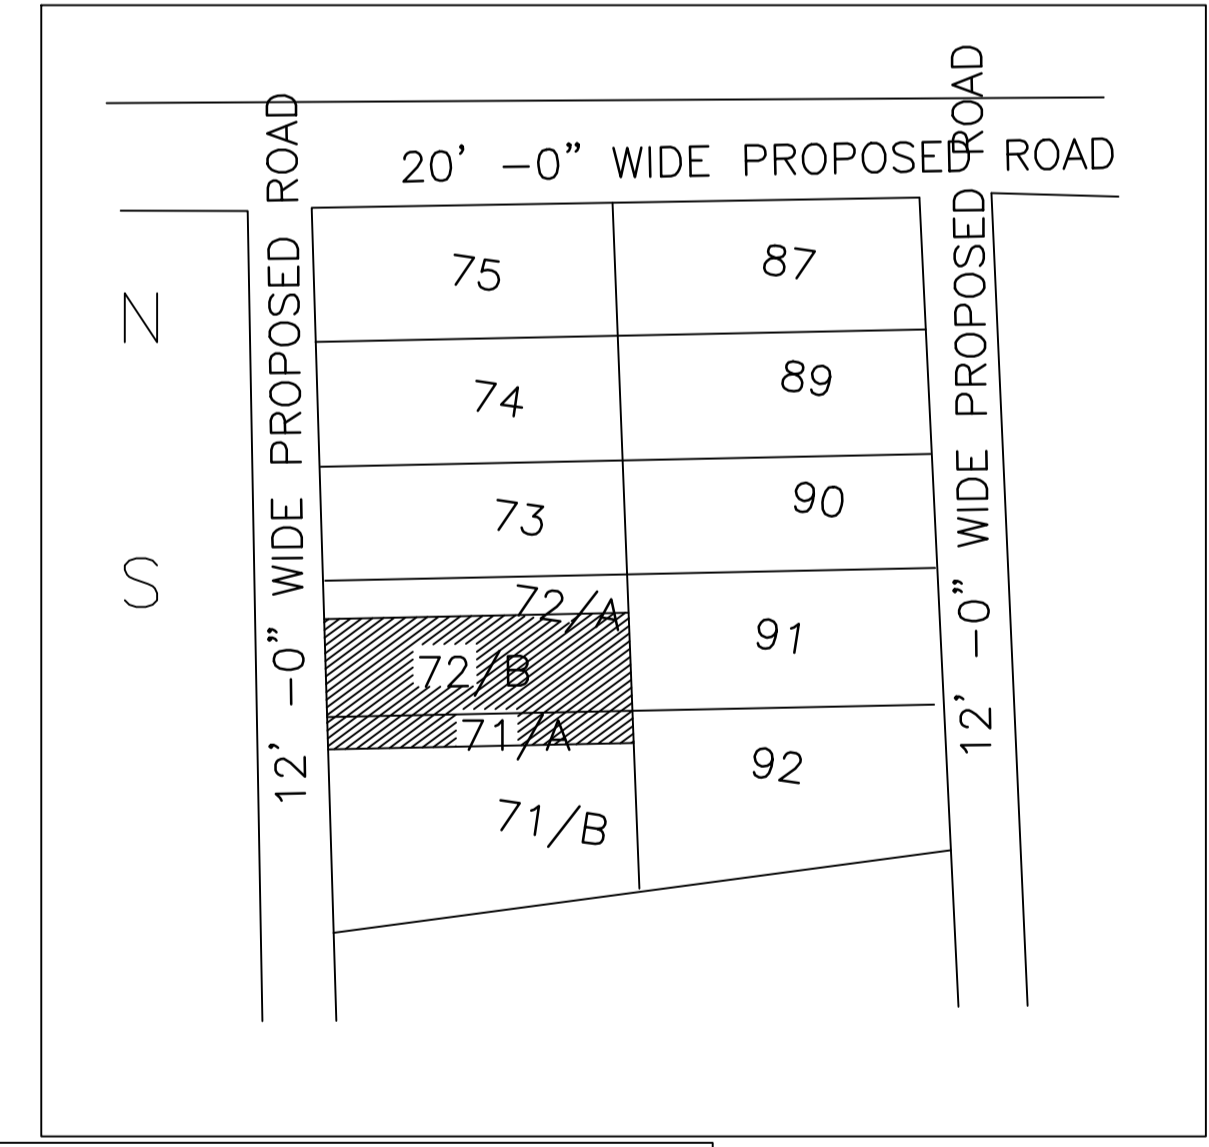 20' -0" WIDE PROPOSED ROAD
12' -0" WIDE PROPOSED ROAD
12' -0" WIDE PROPOSED ROAD
N
S
75
87
74
89
73
90
72/A
72/B
91
71/A
92
71/B